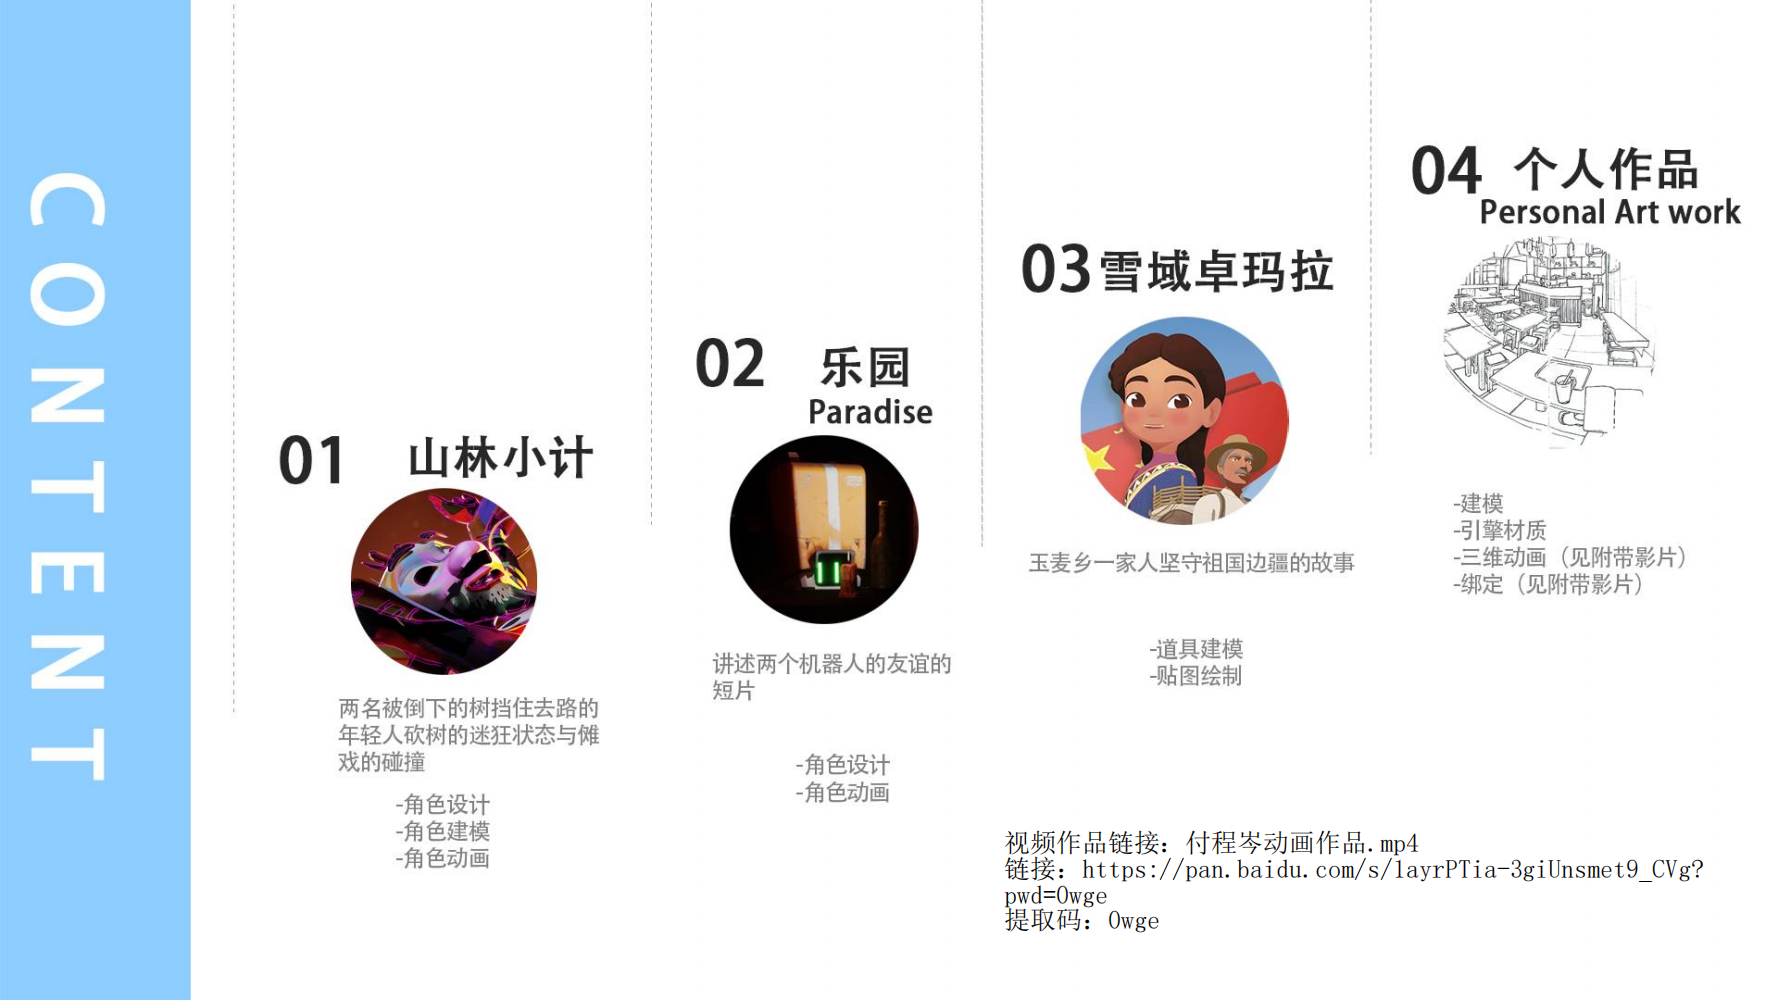 CONTENT
01 山林小计
两名被倒下的树挡住去路的
年轻人砍树的迷狂状态与傩
戏的碰撞
-角色设计
-角色建模
-角色动画
02 乐园
Paradise
讲述两个机器人的友谊的
短片
-角色设计
-角色动画
03雪域卓玛拉
玉麦乡一家人坚守祖国边疆的故事
-道具建模
-贴图绘制
04 个人作品
Personal Art work
-建模
-引擎材质
-三维动画（见附带影片）
-绑定（见附带影片）
视频作品链接：付程岑动画作品.mp4
链接：https://pan.baidu.com/s/1ayrPTia-3giUnsmet9_CVg?
pwd=0wge
提取码：0wge